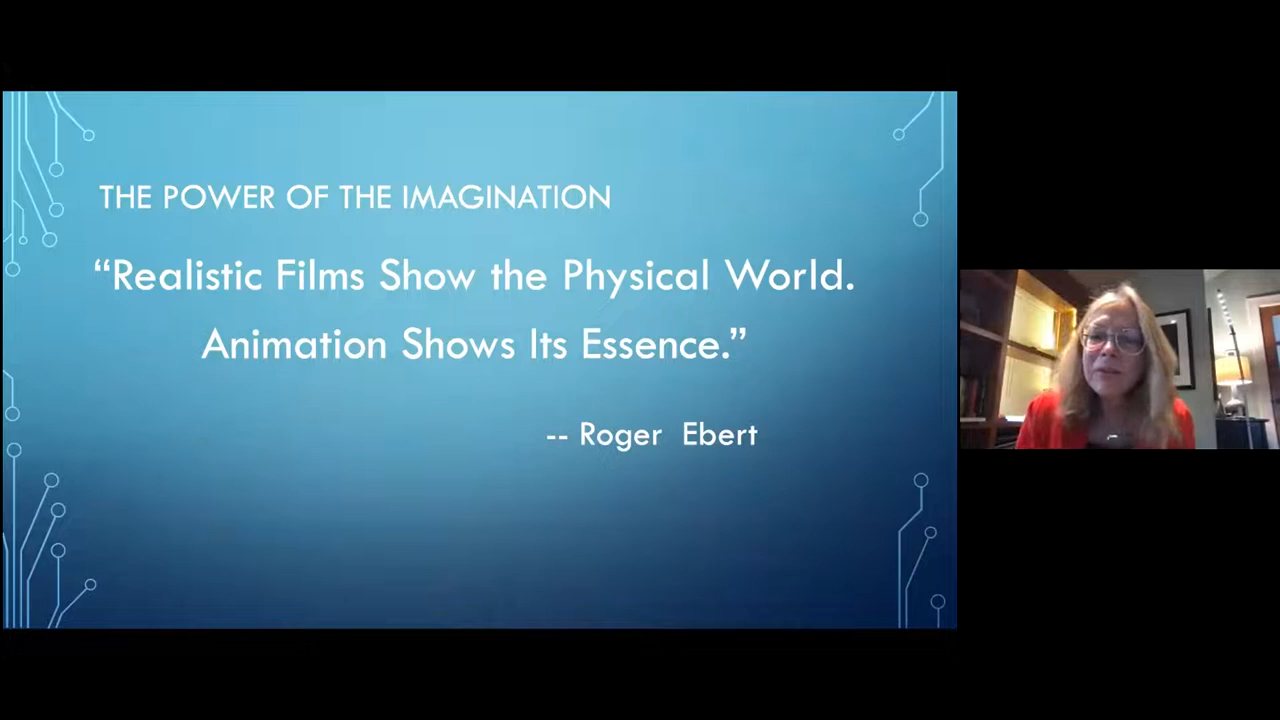 THE POWER OF THE IMAGINATION
“Realistic Films Show the Physical World.
Animation Shows Its Essence.”
-- Roger Ebert